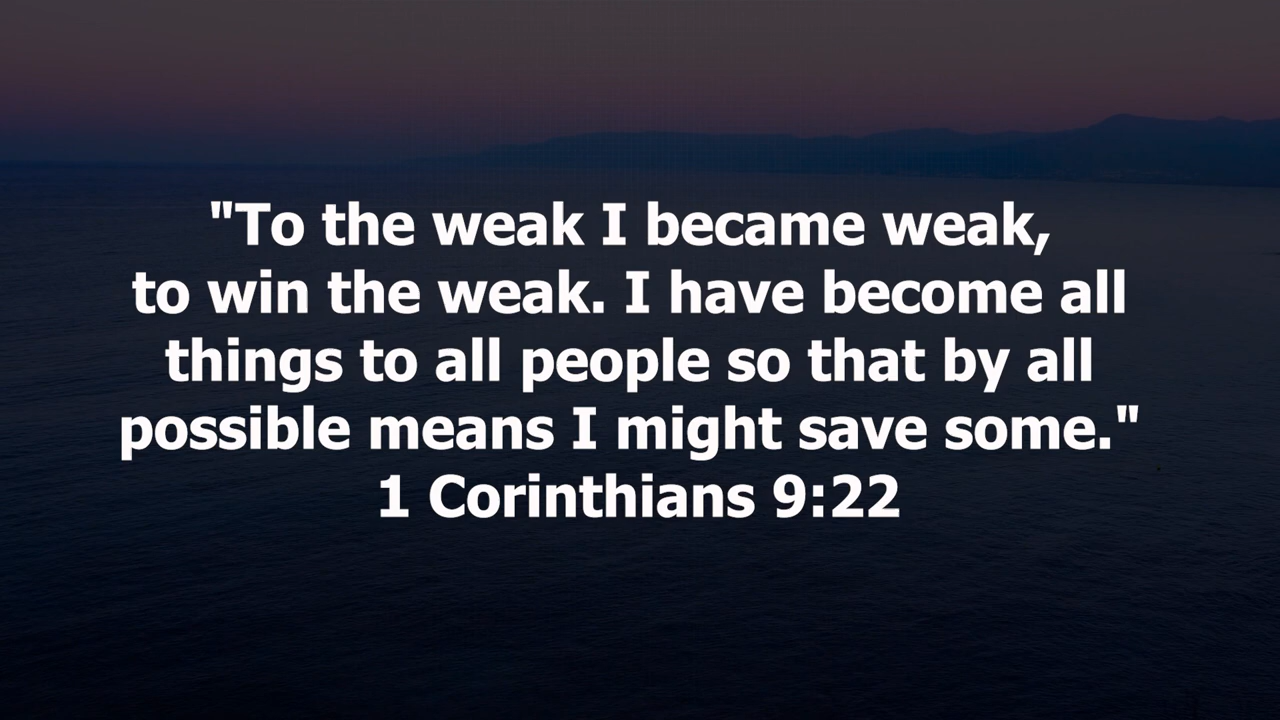 "To the weak I became weak,
to win the weak. I have become all
things to all people so that by all
possible means I might save some."
1 Corinthians 9:22